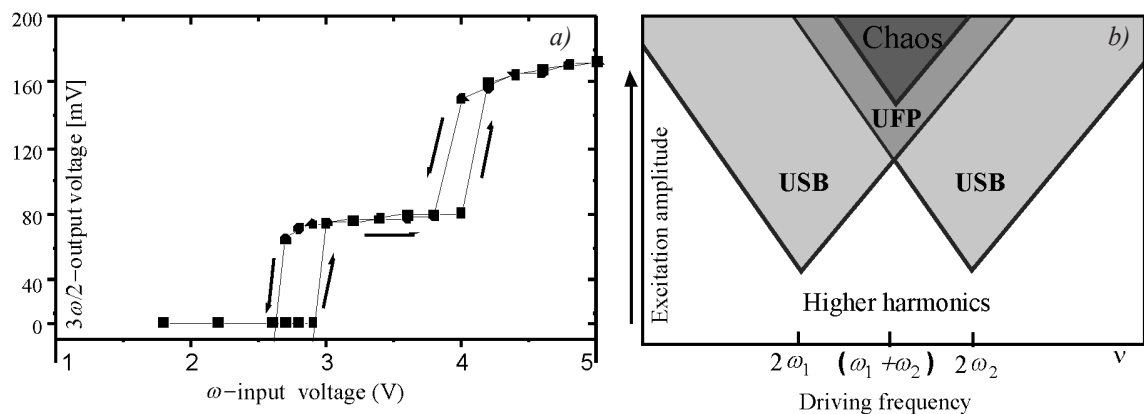 a)
200
160
120
80
40
0
3ω/2−output voltage [mV]
1 2 3 4 5
ω−input voltage (V)
b)
Chaos
UFP
USB USB
Higher harmonics
Excitation amplitude
2ω₁ (ω₁ +ω₂) 2ω₂ ν
Driving frequency